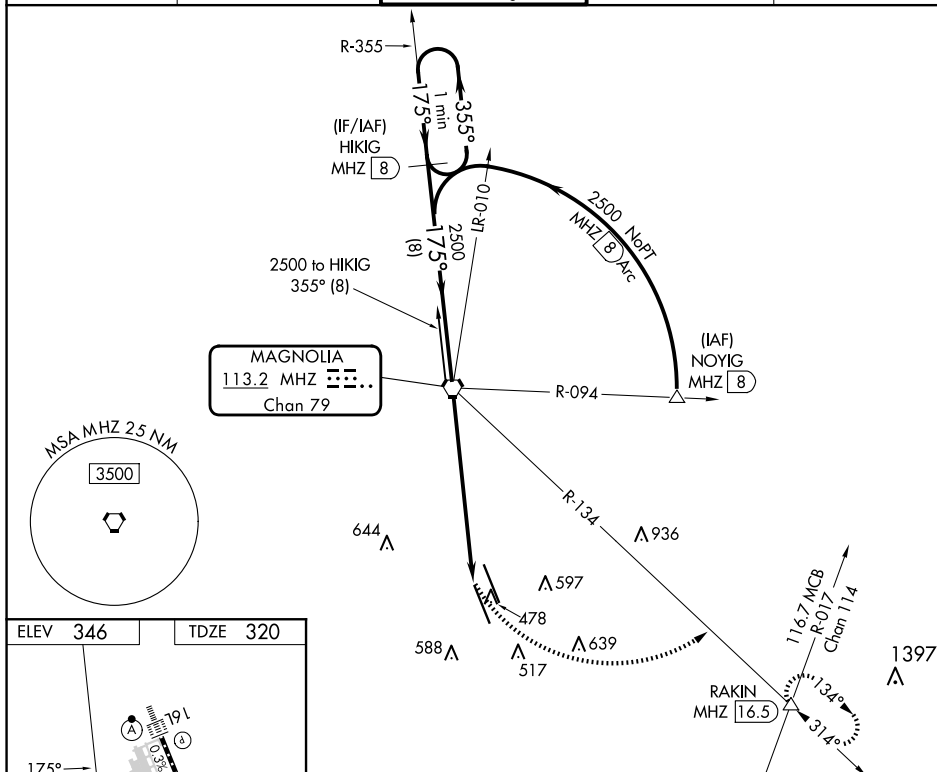 R-355
1 min
175°
355°
(IF/IAF)
HIKIG
MHZ 8
LR-010
2500 NoPT
MHZ 8 Arc
2500
175°
(8)
2500 to HIKIG
355° (8)
MAGNOLIA
113.2 MHZ
Chan 79
(IAF)
NOYIG
MHZ 8
R-094
MSA MHZ 25 NM
3500
R-134
644
936
597
478
588
517
639
116.7 MCB
R-017
Chan 114
1397
RAKIN
MHZ 16.5
134°
314°
ELEV 346
TDZE 320
A
16L
P
0.3%
175°